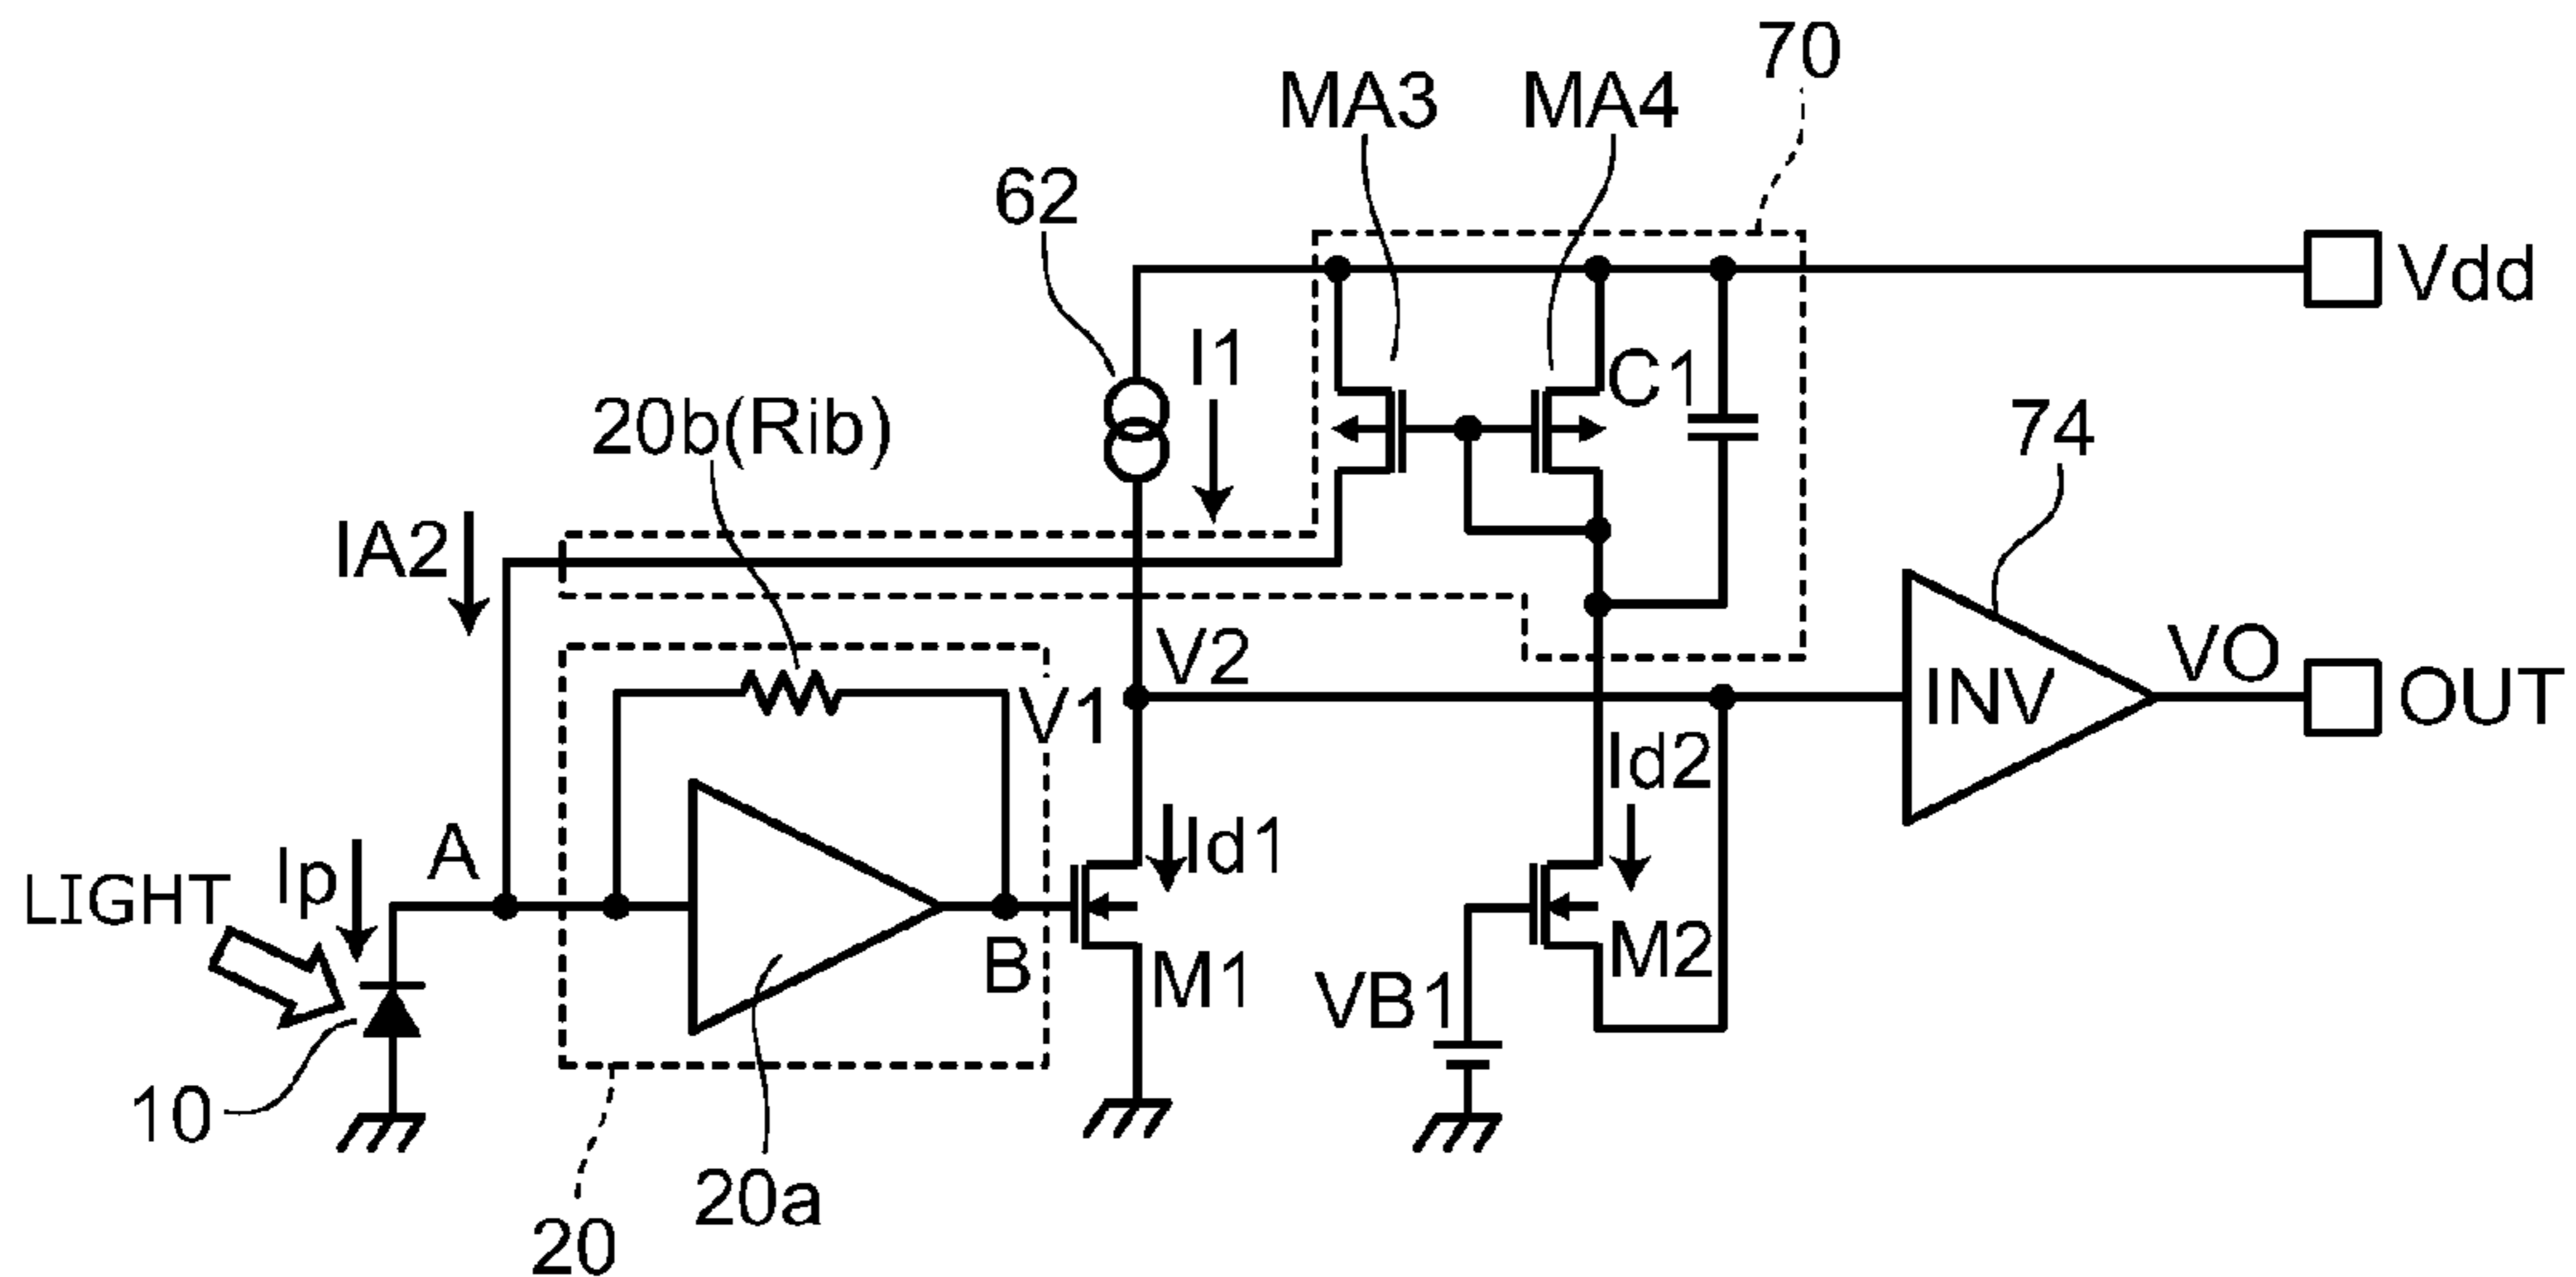 70
MA3
MA4
62
Vdd
I1
C1
20b(Rib)
74
IA2
V2
VO
V1
INV
OUT
Id2
A
Id1
Ip
LIGHT
B
M1
M2
VB1
10
20a
20